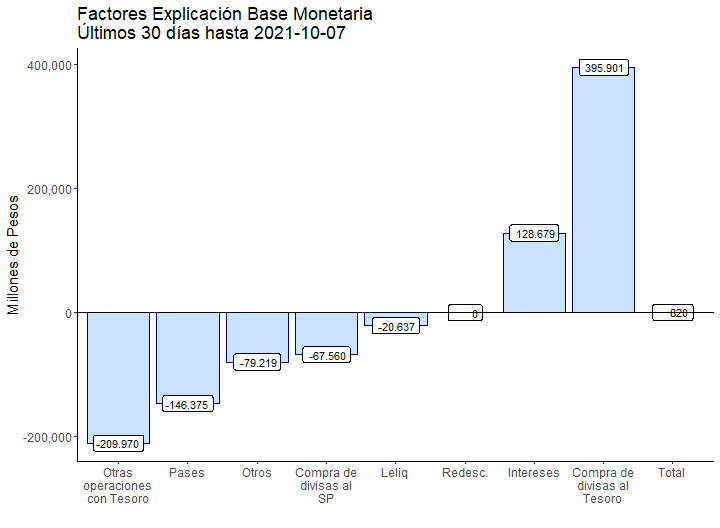 Factores Explicación Base Monetaria
Últimos 30 días hasta 2021-10-07
Millones de Pesos
400,000
200,000
0
-200,000
-209.970
-146.375
-79.219
-67.560
-20.637
0
128.679
395.901
820
Otras
operaciones
con Tesoro
Pases
Otros
Compra de
divisas al
SP
Leliq
Redesc.
Intereses
Compra de
divisas al
Tesoro
Total